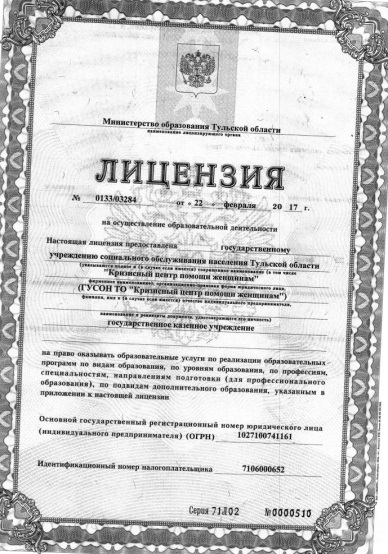 Министерство образования Тульской области
наименование лицензирующего органа
ЛИЦЕНЗИЯ
№ 0133/03284 от « 22 » февраля 20 17 г.
на осуществление образовательной деятельности
Настоящая лицензия предоставлена государственному
учреждению социального обслуживания населения Тульской области
(указываются полное и (в случае если имеется) сокращенное наименование (в том числе
"Кризисный центр помощи женщинам"
фирменное наименование), организационно-правовая форма юридического лица,
(ГУСОН ТО "Кризисный центр помощи женщинам")
фамилия, имя и (в случае если имеется) отчество индивидуального предпринимателя,
наименование и реквизиты документа, удостоверяющего его личность)
государственное казенное учреждение
на право оказывать образовательные услуги по реализации образовательных
программ по видам образования, по уровням образования, по профессиям,
специальностям, направлениям подготовки (для профессионального
образования), по подвидам дополнительного образования, указанным в
приложении к настоящей лицензии
Основной государственный регистрационный номер юридического лица
(индивидуального предпринимателя) (ОГРН) 1027100741161
Идентификационный номер налогоплательщика 7106000652
Серия 71Л02 №0000510